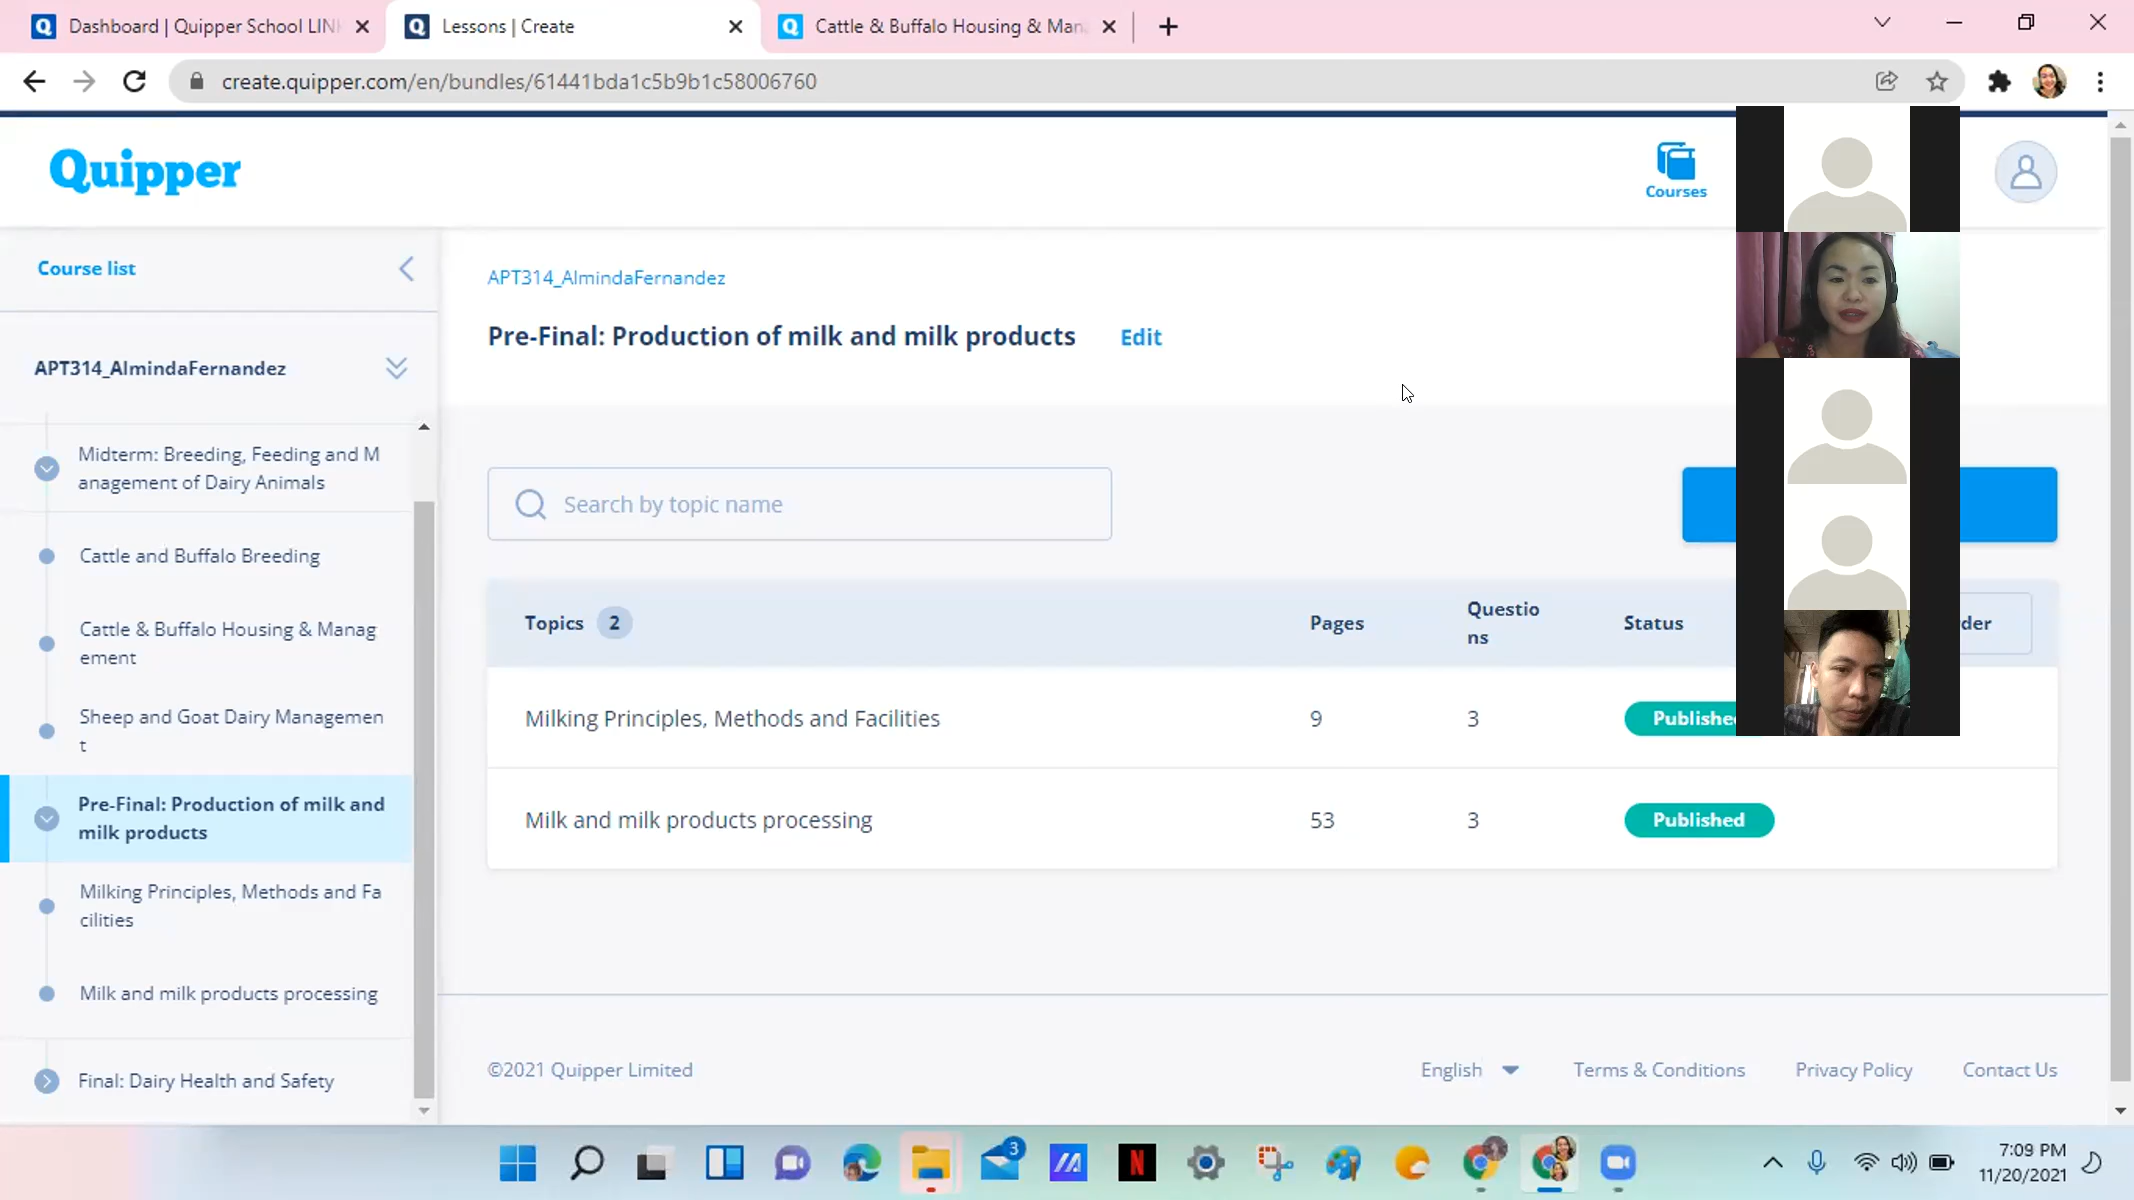 Dashboard | Quipper School LINK
Lessons | Create
Cattle & Buffalo Housing & Man
create.quipper.com/en/bundles/61441bda1c5b9b1c58006760
Quipper
Courses
Course list
APT314_AlmindaFernandez
Midterm: Breeding, Feeding and M
anagement of Dairy Animals
Cattle and Buffalo Breeding
Cattle & Buffalo Housing & Manag
ement
Sheep and Goat Dairy Managemen
t
Pre-Final: Production of milk and
milk products
Milking Principles, Methods and Fa
cilities
Milk and milk products processing
Final: Dairy Health and Safety
APT314_AlmindaFernandez
Pre-Final: Production of milk and milk products Edit
Search by topic name
Topics 2 Pages Questio
ns Status der
Milking Principles, Methods and Facilities 9 3 Publishe
Milk and milk products processing 53 3 Published
©2021 Quipper Limited English Terms & Conditions Privacy Policy Contact Us
3
N
7:09 PM
11/20/2021